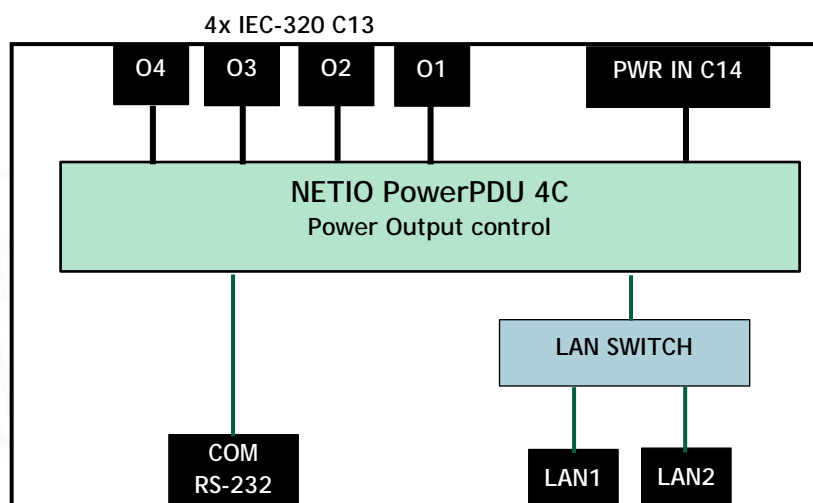 4x IEC-320 C13
O4 O3 O2 O1 PWR IN C14
NETIO PowerPDU 4C
Power Output control
LAN SWITCH
COM
RS-232
LAN1 LAN2